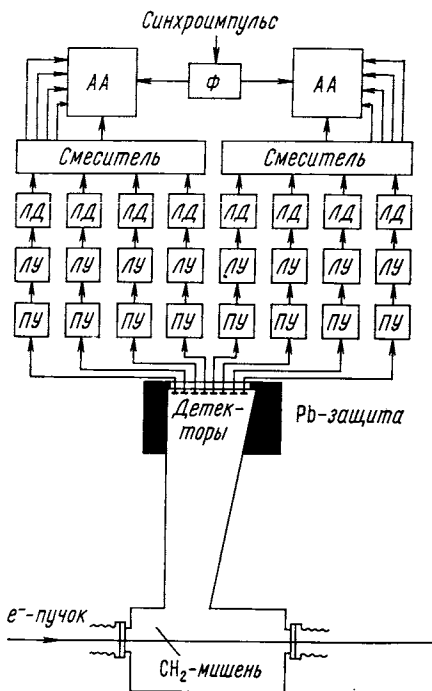 Синхроимпульс
АА Ф АА
Смеситель Смеситель
ЛД ЛД ЛД ЛД ЛД ЛД ЛД ЛД
ЛУ ЛУ ЛУ ЛУ ЛУ ЛУ ЛУ ЛУ
ПУ ПУ ПУ ПУ ПУ ПУ ПУ ПУ
Детек-
торы
Pb-защита
e⁻-пучок
CH₂-мишень